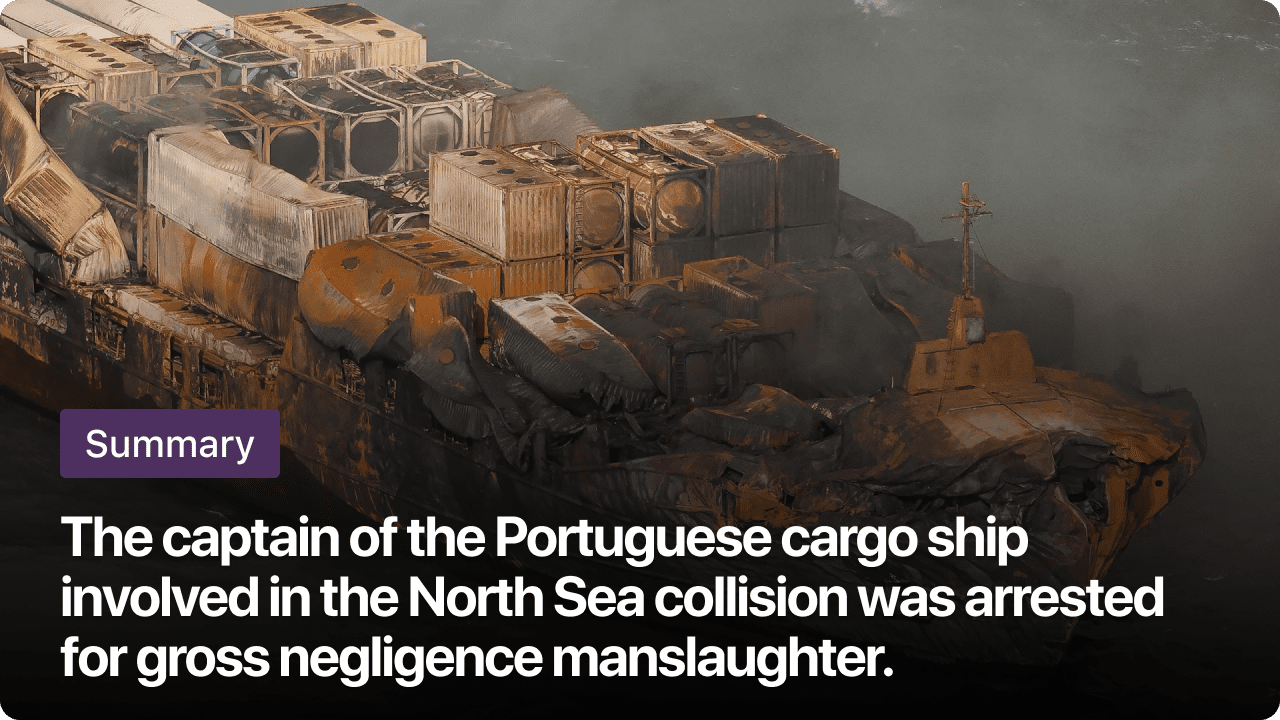 Summary
The captain of the Portuguese cargo ship
involved in the North Sea collision was arrested
for gross negligence manslaughter.